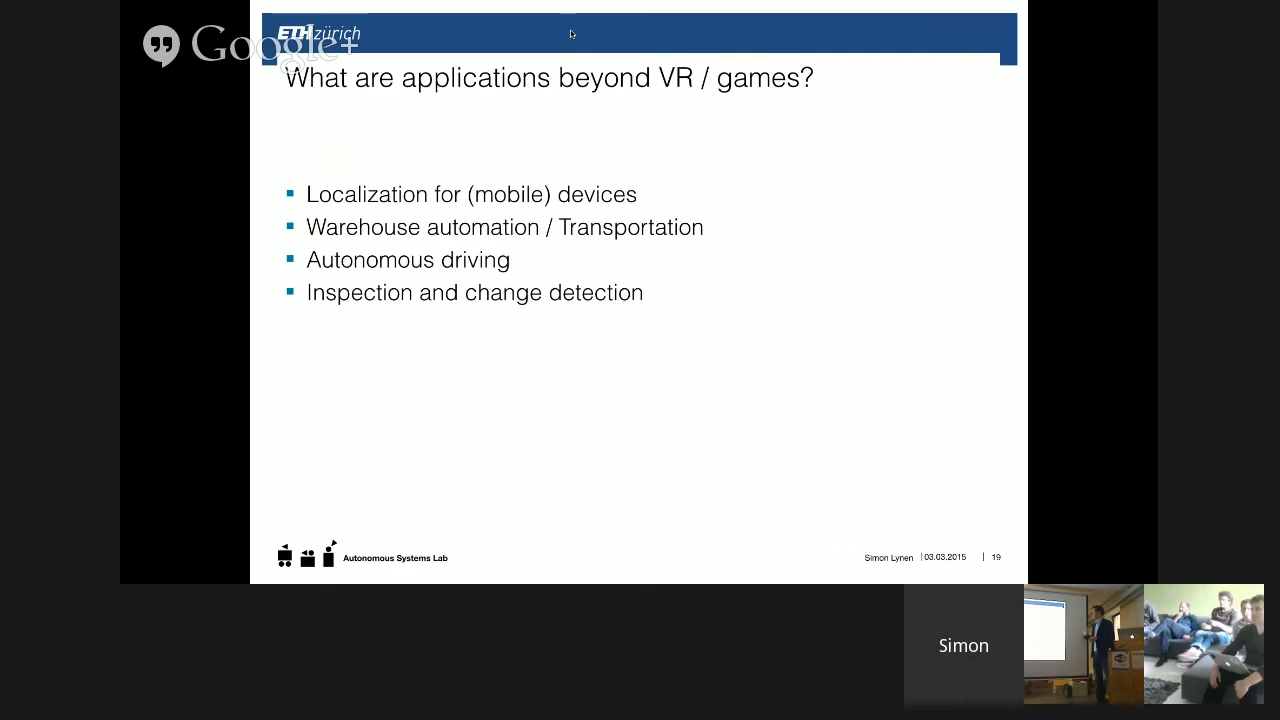 ETH zürich
Google+
What are applications beyond VR / games?
Localization for (mobile) devices
Warehouse automation / Transportation
Autonomous driving
Inspection and change detection
Autonomous Systems Lab
Simon Lynen | 03.03.2015 | 19
Simon